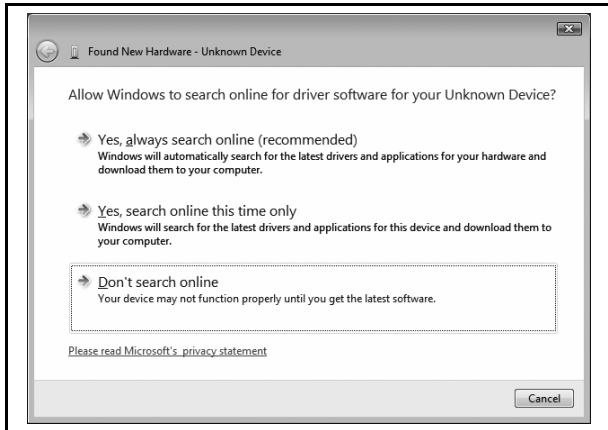 Found New Hardware - Unknown Device
Allow Windows to search online for driver software for your Unknown Device?
Yes, always search online (recommended)
Windows will automatically search for the latest drivers and applications for your hardware and
download them to your computer.
Yes, search online this time only
Windows will search for the latest drivers and applications for this device and download them to
your computer.
Don't search online
Your device may not function properly until you get the latest software.
Please read Microsoft's privacy statement
Cancel